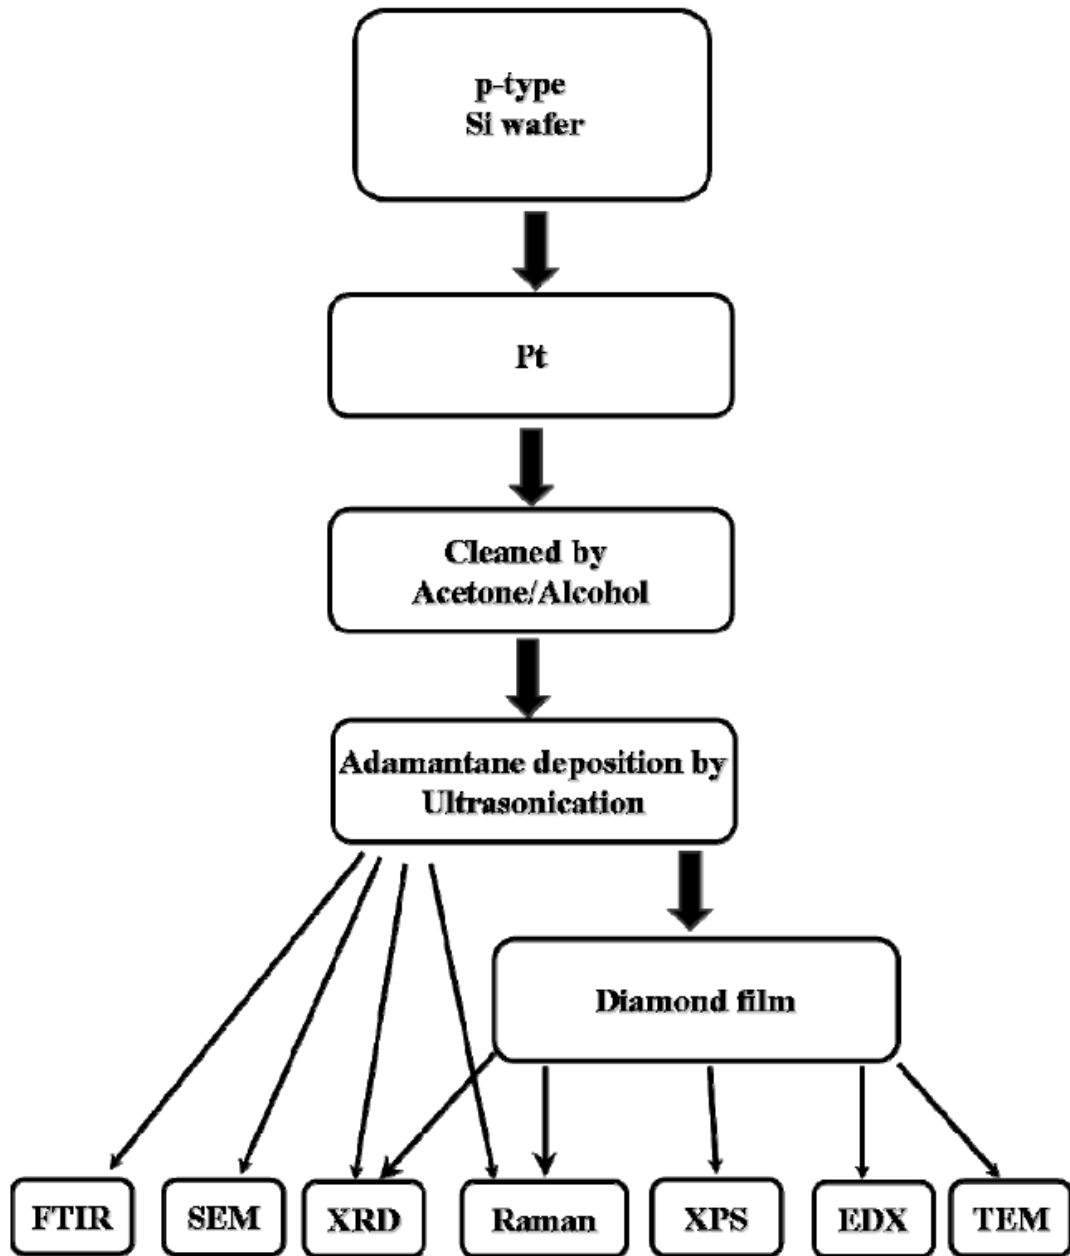 p-type
Si wafer
Pt
Cleaned by
Acetone/Alcohol
Adamantane deposition by
Ultrasonication
Diamond film
FTIR
SEM
XRD
Raman
XPS
EDX
TEM